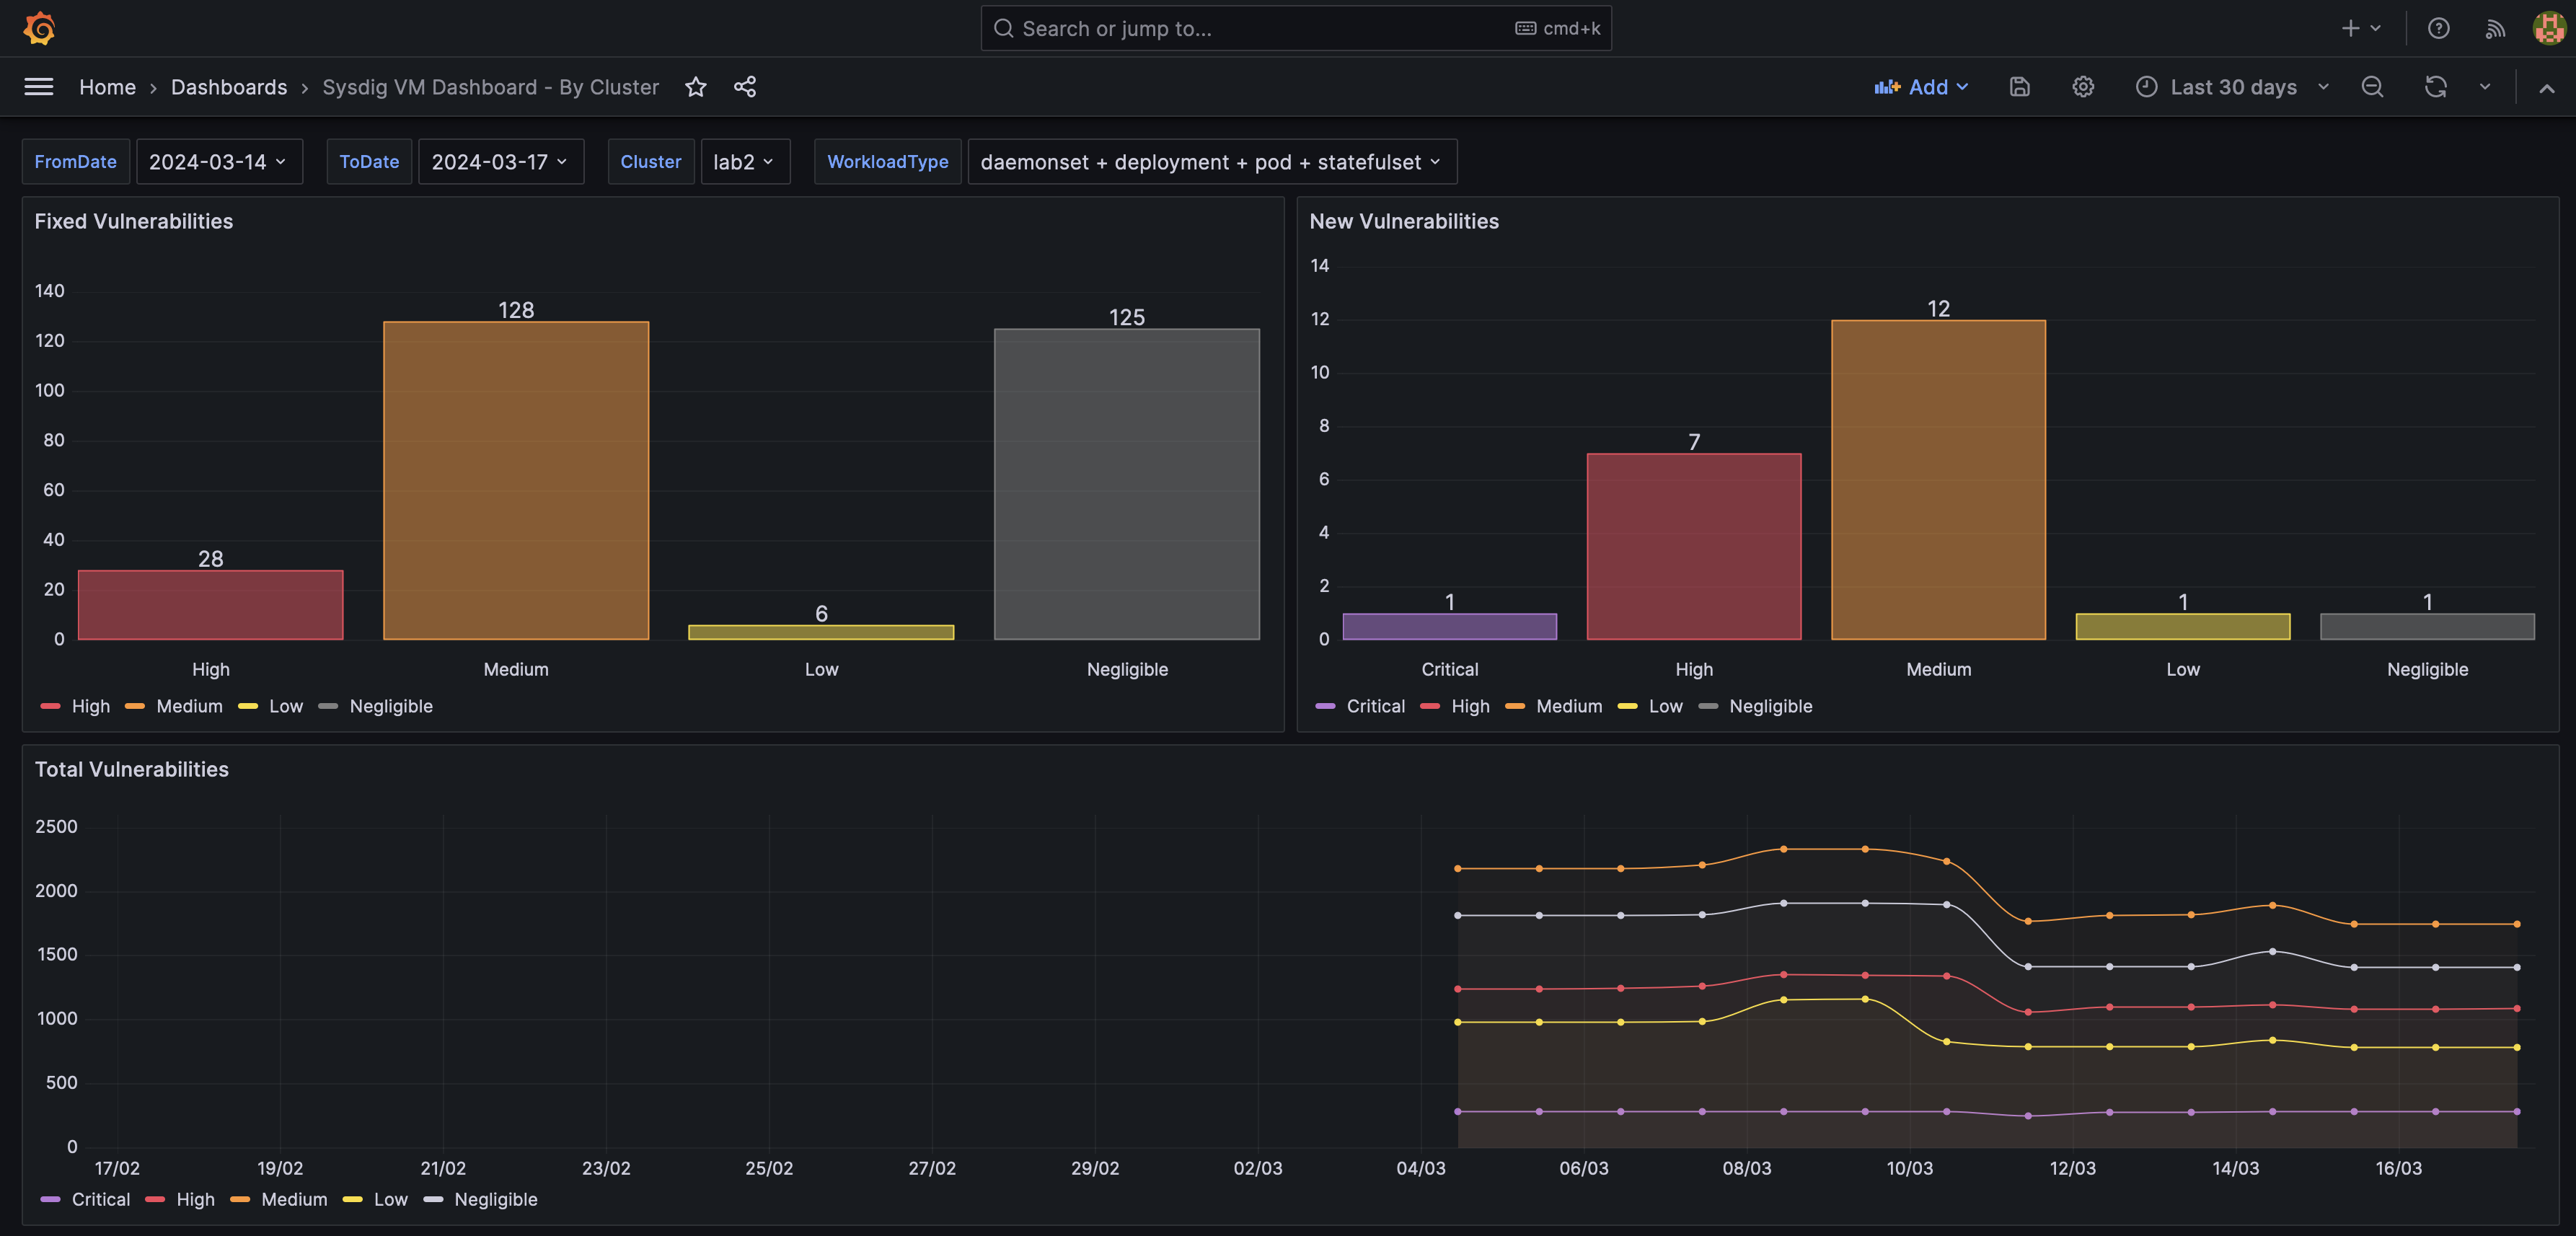 Search or jump to... cmd+k
Home › Dashboards › Sysdig VM Dashboard - By Cluster Add Last 30 days
FromDate 2024-03-14 ToDate 2024-03-17 Cluster lab2 WorkloadType daemonset + deployment + pod + statefulset
Fixed Vulnerabilities
140
120
100
80
60
40
20
0
28
128
6
125
High Medium Low Negligible
High Medium Low Negligible
New Vulnerabilities
14
12
10
8
6
4
2
0
1
7
12
1
1
Critical High Medium Low Negligible
Critical High Medium Low Negligible
Total Vulnerabilities
2500
2000
1500
1000
500
0
17/02 19/02 21/02 23/02 25/02 27/02 29/02 02/03 04/03 06/03 08/03 10/03 12/03 14/03 16/03
Critical High Medium Low Negligible